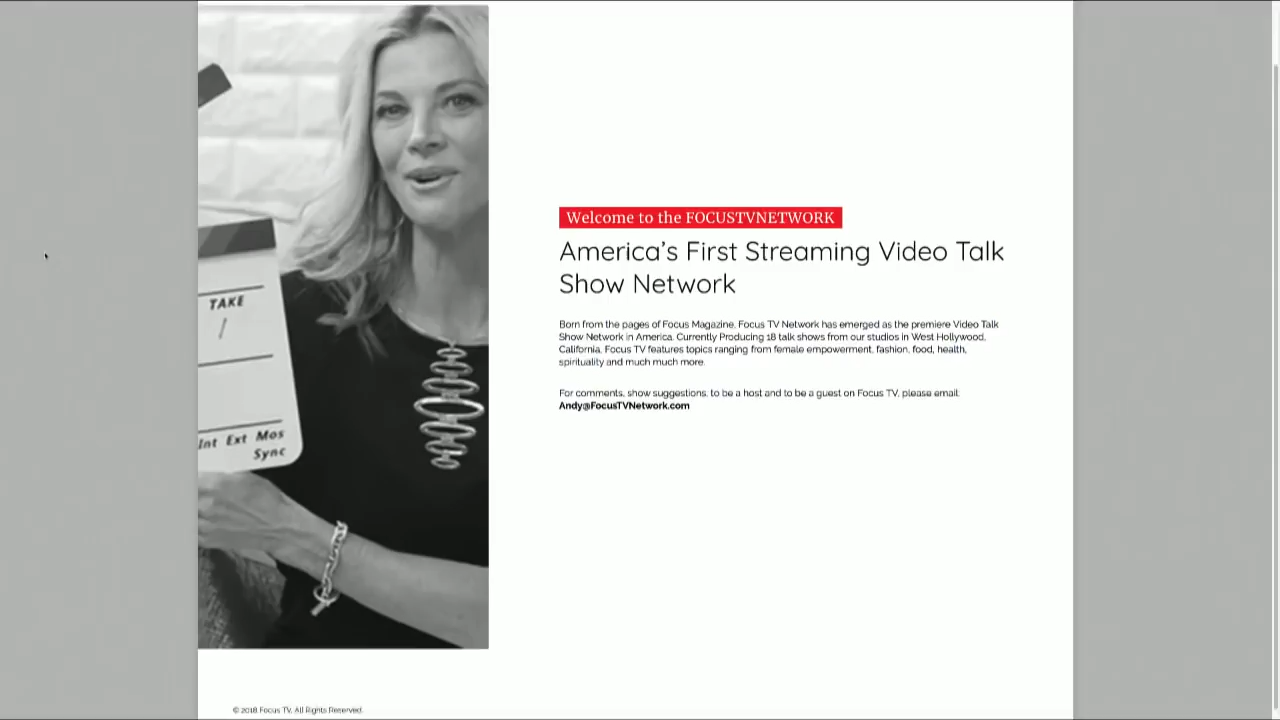 Welcome to the FOCUSTVNETWORK
America's First Streaming Video Talk
Show Network
Born from the pages of Focus Magazine, Focus TV Network has emerged as the premiere Video Talk
Show Network in America. Currently Producing 18 talk shows from our studios in West Hollywood,
California, Focus TV features topics ranging from female empowerment, fashion, food, health,
spirituality and much much more.
For comments, show suggestions, to be a host and to be a guest on Focus TV, please email:
Andy@FocusTVNetwork.com
TAKE
/
Int Ext Mos
Sync
© 2018 Focus TV. All Rights Reserved.